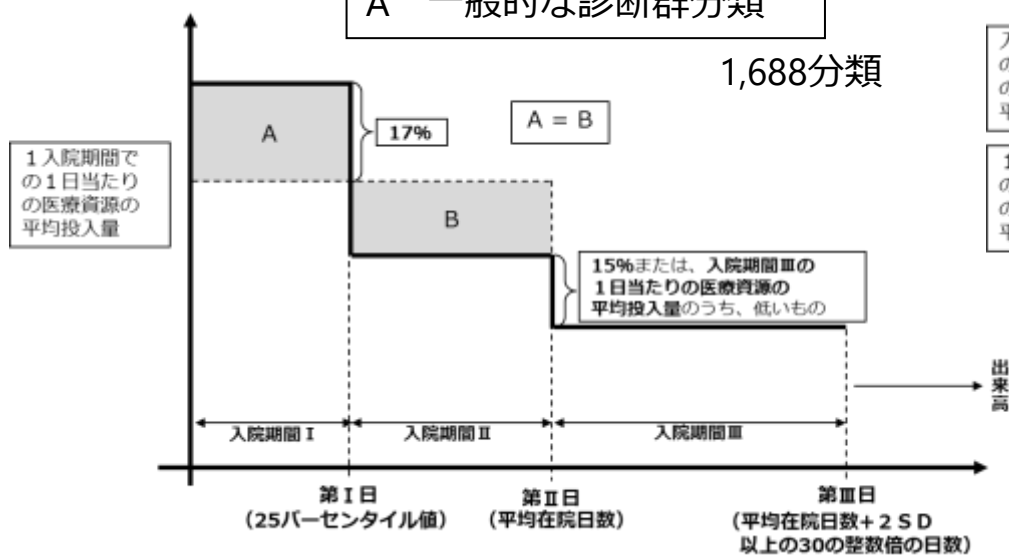 A 一般的な診断群分類
1,688分類
A
17%
A = B
1入院期間で
の1日当たり
の医療資源の
平均投入量
B
15%または、入院期間Ⅲの
1日当たりの医療資源の
平均投入量のうち、低いもの
出来高
入院期間Ⅰ
入院期間Ⅱ
入院期間Ⅲ
第Ⅰ日
(25パーセンタイル値)
第Ⅱ日
(平均在院日数)
第Ⅲ日
(平均在院日数+2SD
以上の30の整数倍の日数)